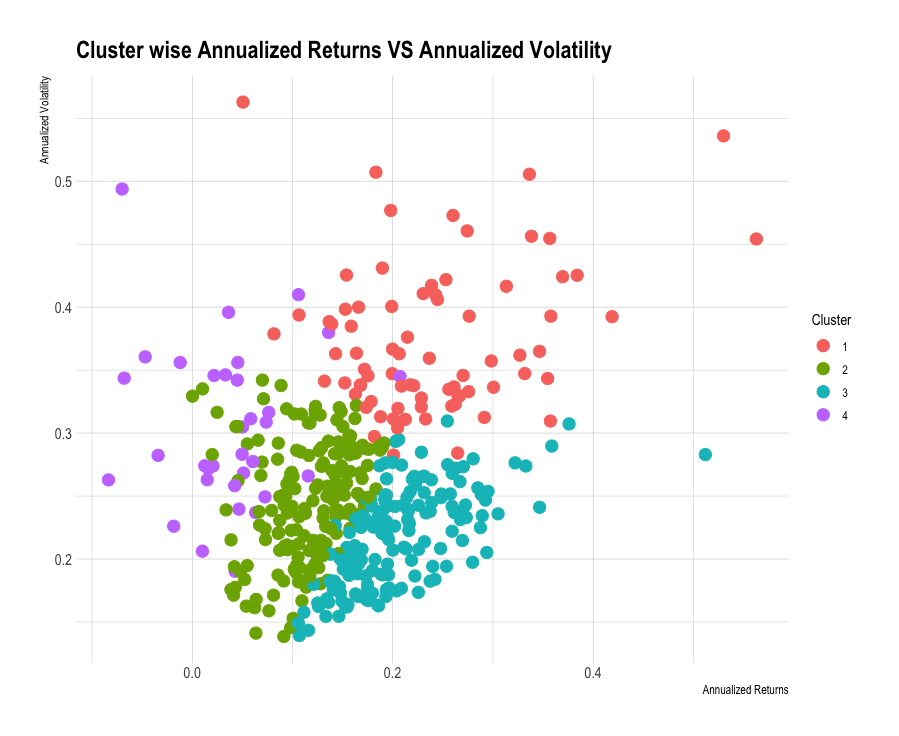 Cluster wise Annualized Returns VS Annualized Volatility
Annualized Volatility
0.5
0.4
0.3
0.2
0.0
0.2
0.4
Annualized Returns
Cluster
1
2
3
4